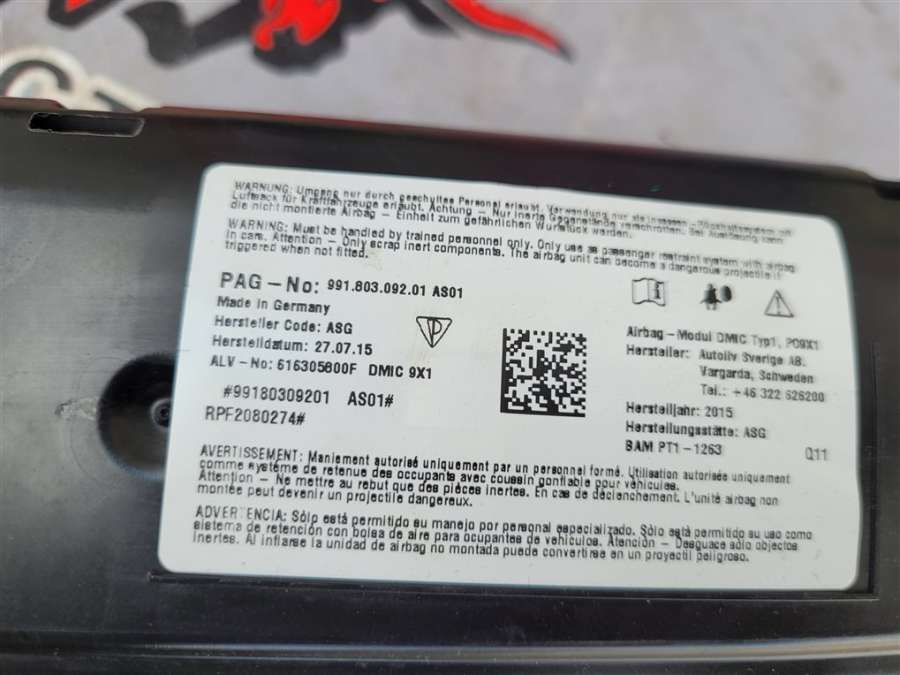 WARNUNG: Umgang nur durch geschultes Personal erlaubt. Verwendung nur als Insassen-Rückhaltesystem mit
Luftsack für Kraftfahrzeuge erlaubt. Achtung - Nur inerte Gegenstände verschrotten. Bei Auslösung kann
die nicht montierte Airbag - Einheit zum gefährlichen Wurfstück werden.
WARNING: Must be handled by trained personnel only. Only use as passenger restraint system with airbag
in cars. Attention - Only scrap inert components. The airbag unit can become a dangerous projectile if
triggered when not fitted.
PAG-No: 991.803.092.01 AS01
Made in Germany
Hersteller Code: ASG
Herstelldatum: 27.07.15
ALV-No: 616305600F DMIC 9X1
#99180309201 AS01#
RPF2080274#
Airbag-Modul DMIC Typ1, PO9X1
Hersteller: Autoliv Sverige AB.
Vargarda, Schweden
Tel.: +46 322 626200
Herstelljahr: 2015
Herstellungsstätte: ASG
BAM PT1-1263 Q11
AVERTISSEMENT: Maniement autorisé uniquement par un personnel formé. Utilisation autorisée uniquement
comme système de retenue des occupants avec coussin gonflable pour véhicules.
Attention - Ne mettre au rebut que des pièces inertes. En cas de déclenchement. L'unité airbag non
montée peut devenir un projectile dangereux.
ADVERTENCIA: Sólo está permitido su manejo por personal especializado. Sólo está permitido su uso como
sistema de retención con bolsa de aire para ocupantes de vehículos. Atención - Desguace sólo objectos
inertes. Al inflarse la unidad de airbag no montada puede convertirse en un proyectil peligroso.